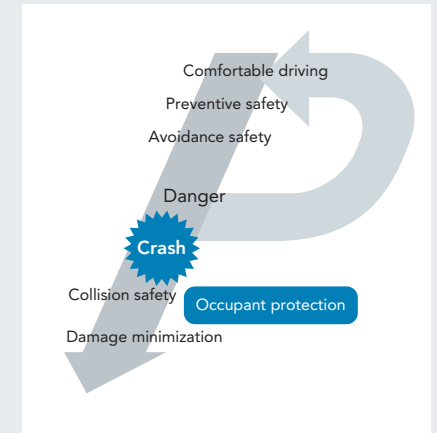 Comfortable driving
Preventive safety
Avoidance safety
Danger
Crash
Collision safety
Occupant protection
Damage minimization